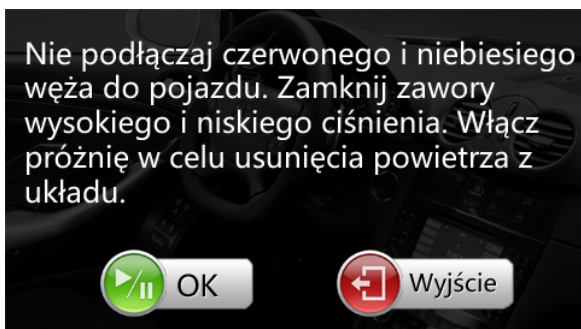 Nie podłączaj czerwonego i niebiesiego
węża do pojazdu. Zamknij zawory
wysokiego i niskiego ciśnienia. Włącz
próżnię w celu usunięcia powietrza z
układu.
OK
Wyjście